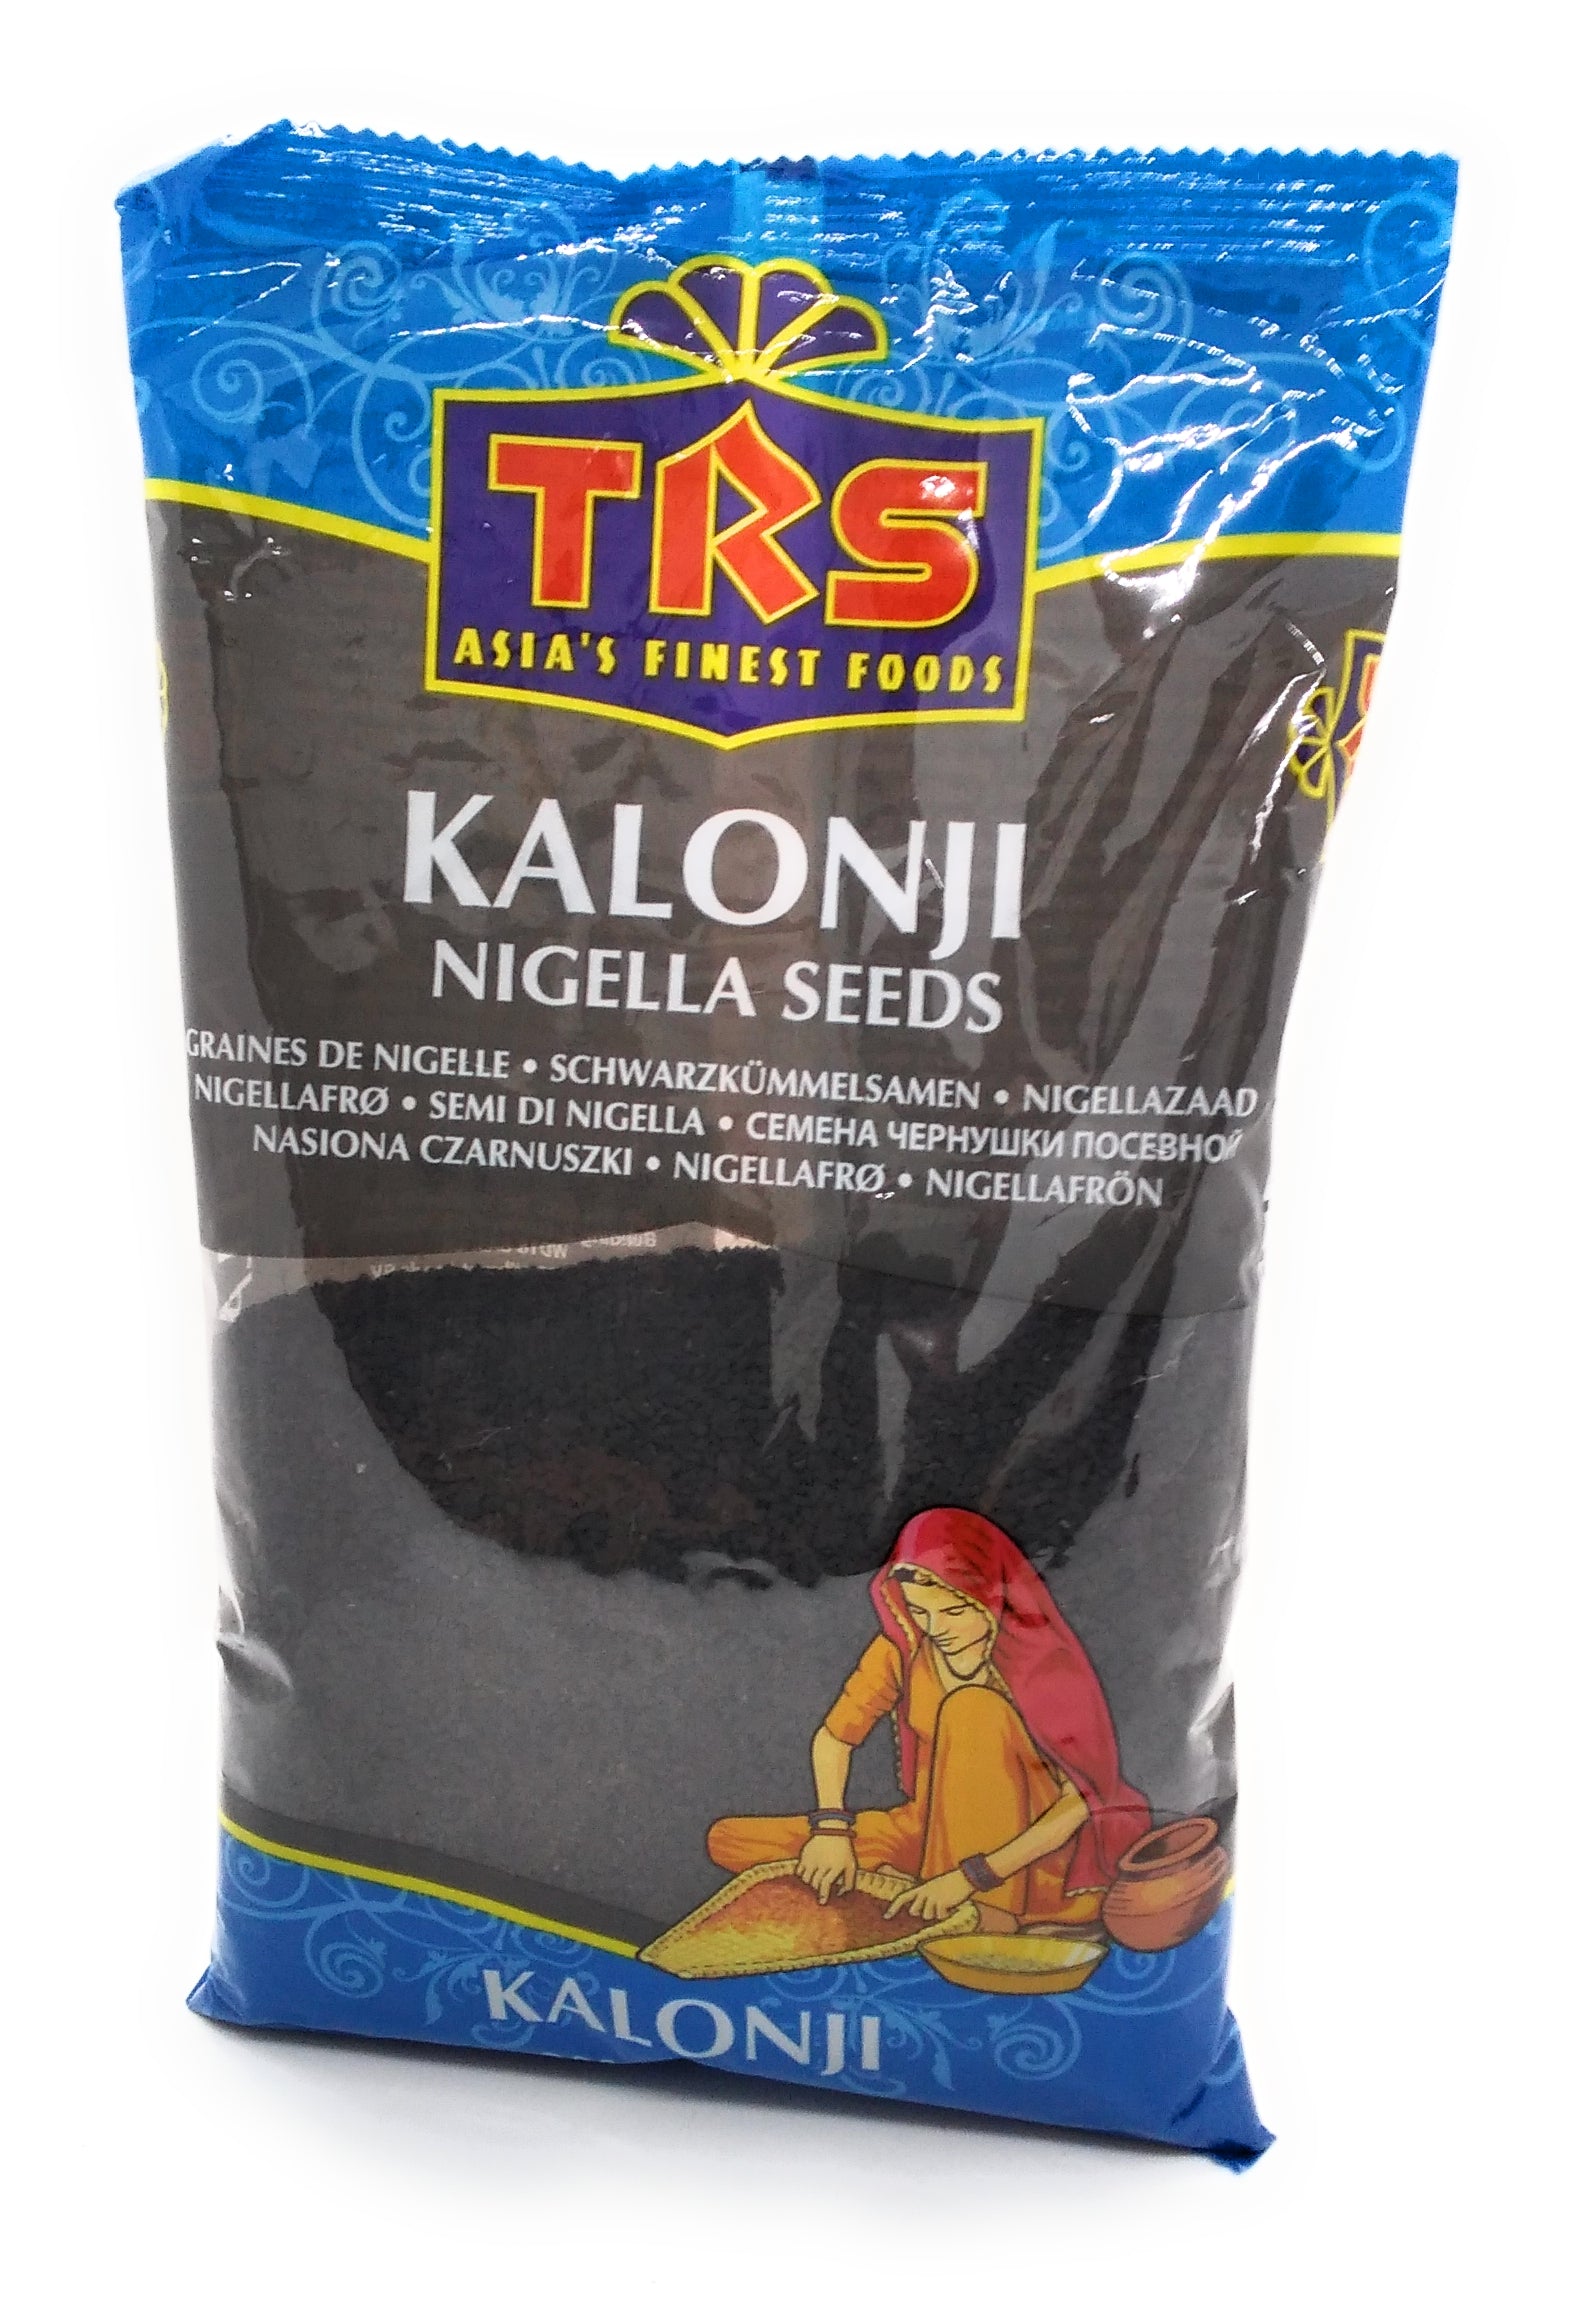 TRS
ASIA'S FINEST FOODS
KALONJI
NIGELLA SEEDS
GRAINES DE NIGELLE • SCHWARZKÜMMELSAMEN • NIGELLAZAAD
NIGELLAFRØ • SEMI DI NIGELLA • СЕМЕНА ЧЕРНУШКИ ПОСЕВНОЙ
NASIONA CZARNUSZKI • NIGELLAFRØ • NIGELLAFRÖN
KALONJI